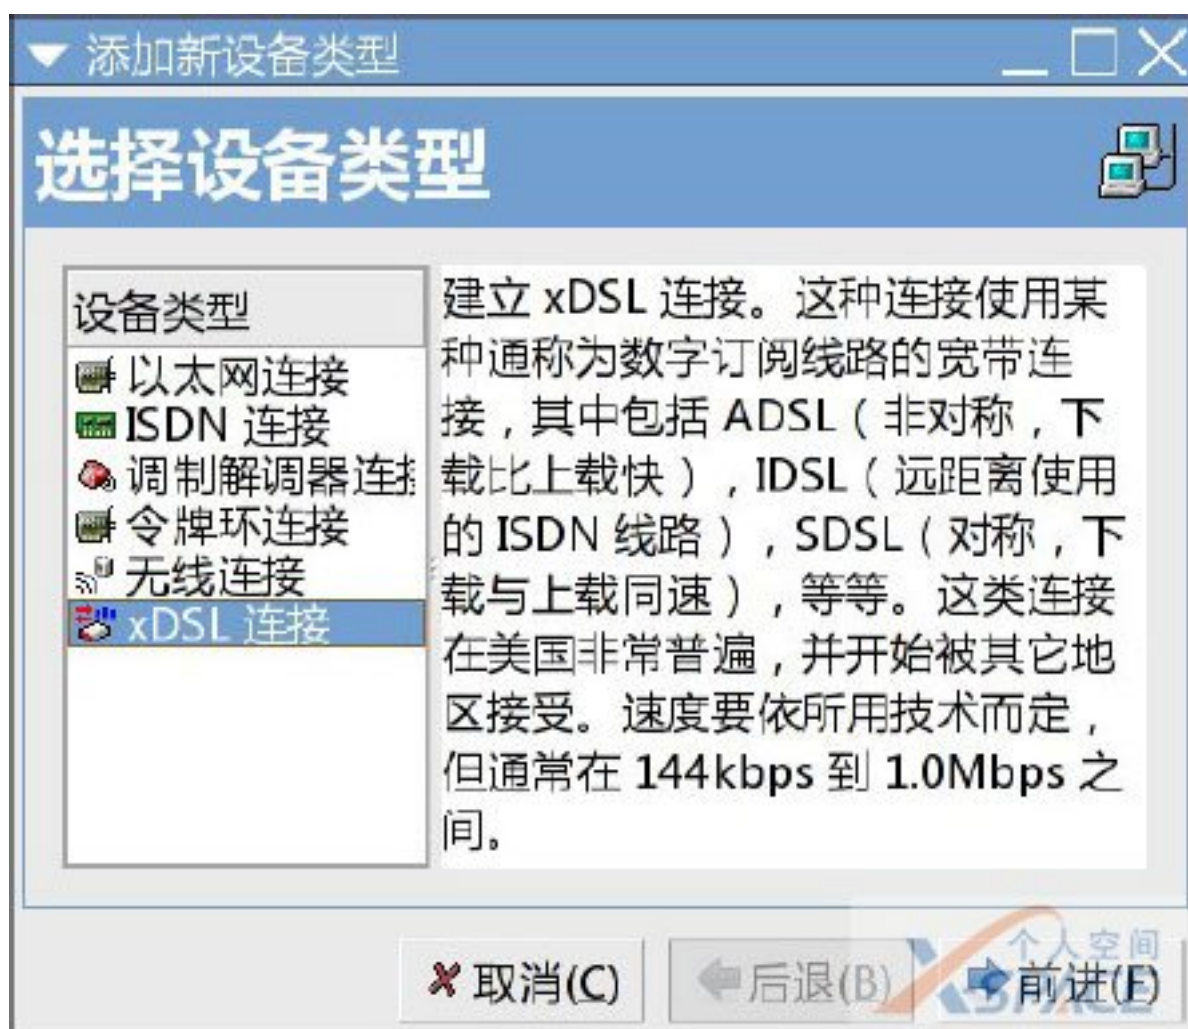 添加新设备类型
选择设备类型
设备类型
以太网连接
ISDN 连接
调制解调器连
令牌环连接
无线连接
xDSL 连接
建立 xDSL 连接。这种连接使用某
种通称为数字订阅线路的宽带连
接，其中包括 ADSL（非对称，下
载比上载快），IDSL（远距离使用
的 ISDN 线路），SDSL（对称，下
载与上载同速），等等。这类连接
在美国非常普遍，并开始被其它地
区接受。速度要依所用技术而定，
但通常在 144kbps 到 1.0Mbps 之
间。
个人空间
XSPACE
取消(C)
后退(B)
前进(F)